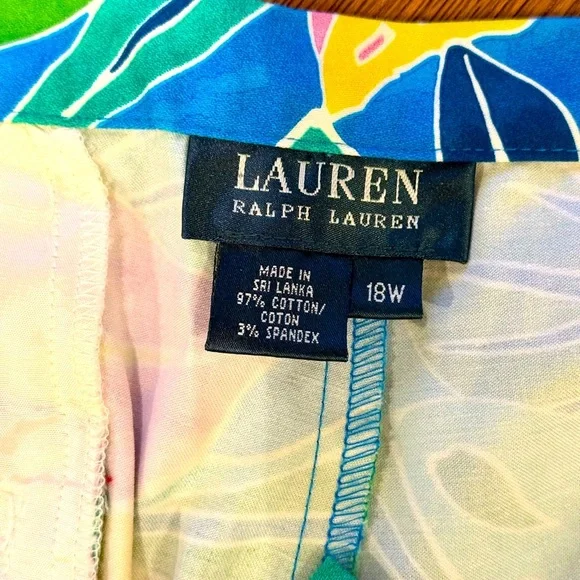 LAUREN
RALPH LAUREN
MADE IN
SRI LANKA
97% COTTON/
COTON
3% SPANDEX
18W